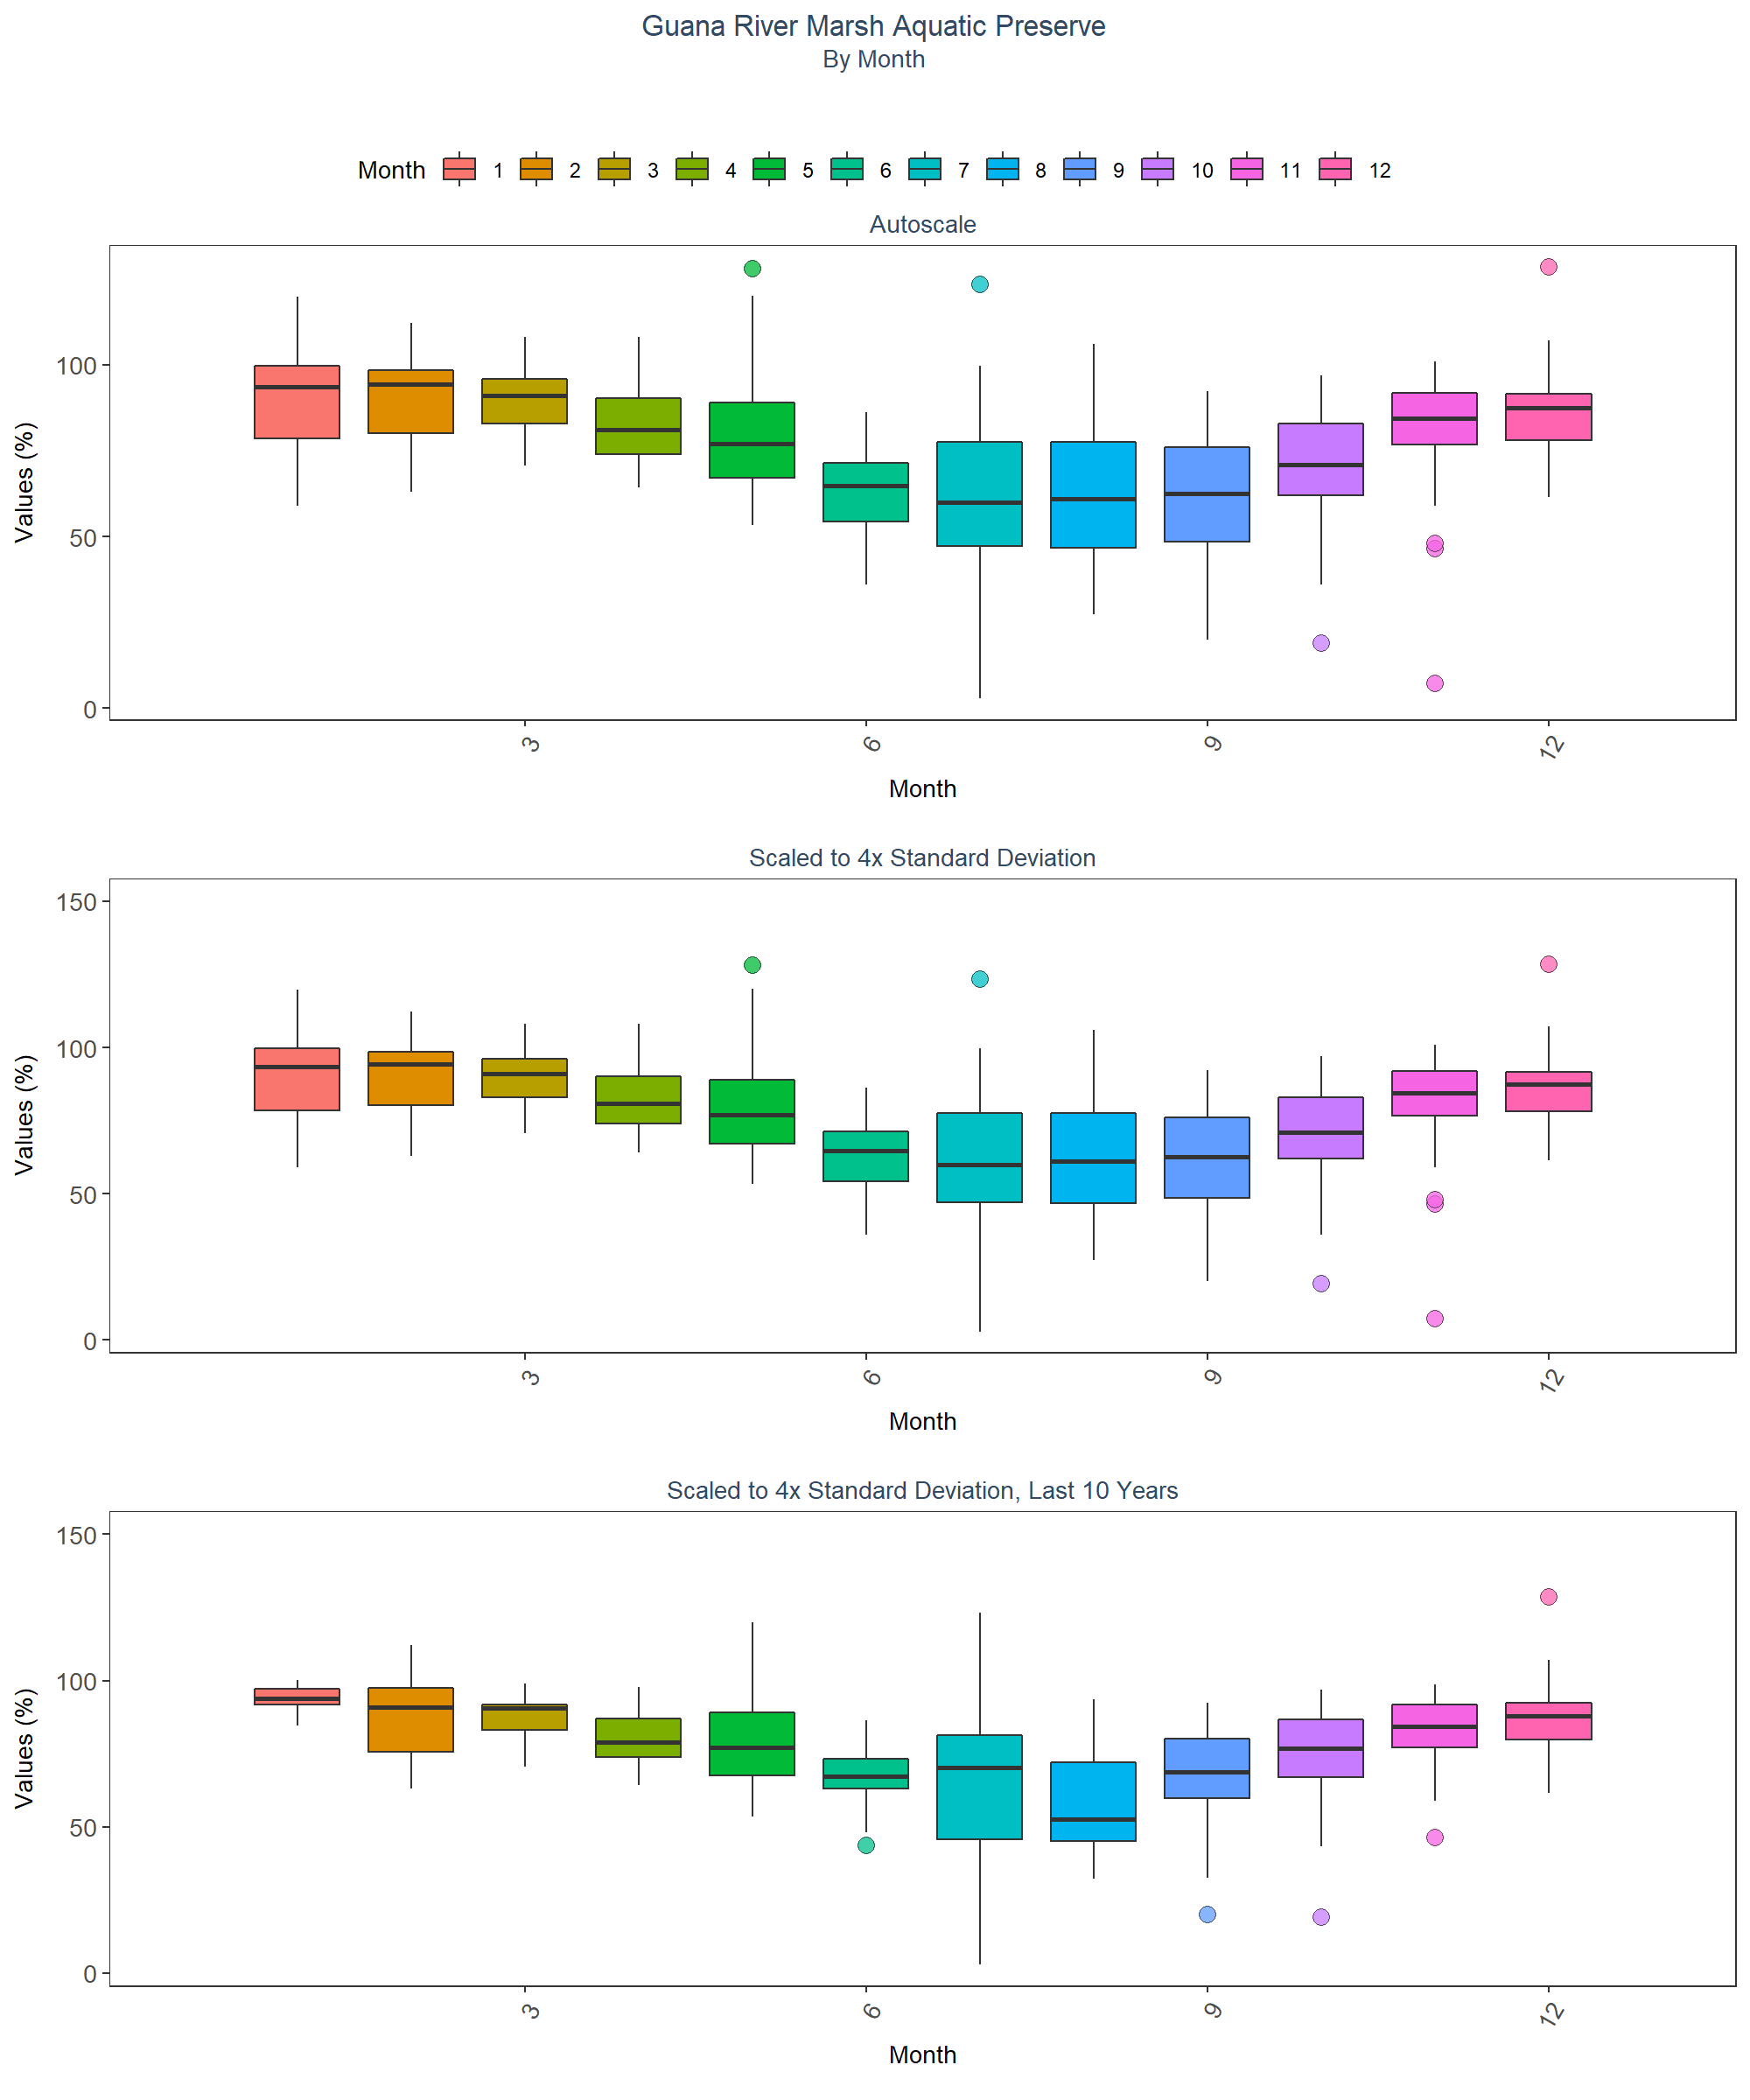 Guana River Marsh Aquatic Preserve
By Month
Month 1 2 3 4 5 6 7 8 9 10 11 12
Autoscale
Values (%)
100
50
0
3 6 9 12
Month
Scaled to 4x Standard Deviation
Values (%)
150
100
50
0
3 6 9 12
Month
Scaled to 4x Standard Deviation, Last 10 Years
Values (%)
150
100
50
0
3 6 9 12
Month